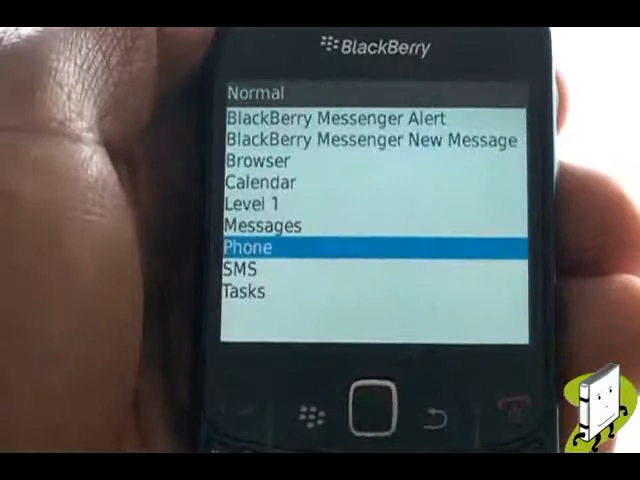 BlackBerry
Normal
BlackBerry Messenger Alert
BlackBerry Messenger New Message
Browser
Calendar
Level 1
Messages
Phone
SMS
Tasks